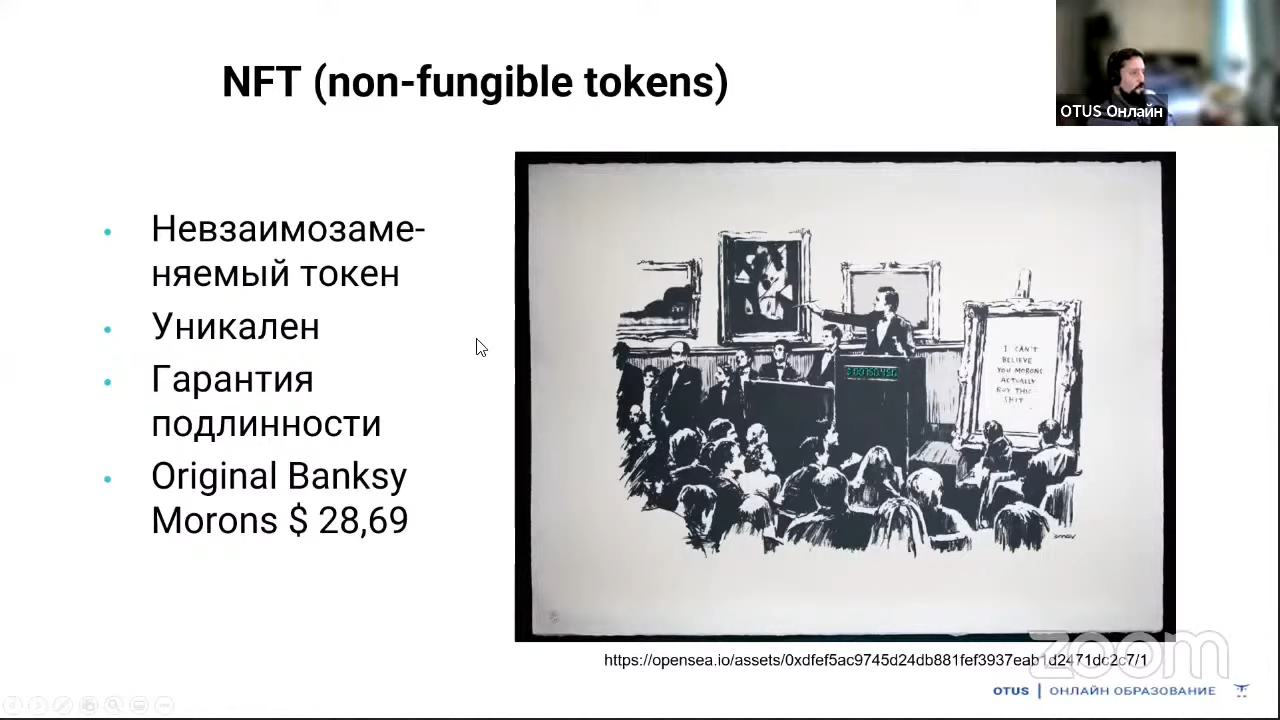 NFT (non-fungible tokens)
OTUS Онлайн
Невзаимозаме-
няемый токен
Уникален
Гарантия
подлинности
Original Banksy
Morons $ 28,69
I CAN'T
BELIEVE
YOU MORONS
ACTUALLY
BUY THIS
SHIT
https://opensea.io/assets/0xdfef5ac9745d24db881fef3937eab1d2471dc2c7/1
zoom
OTUS | ОНЛАЙН ОБРАЗОВАНИЕ